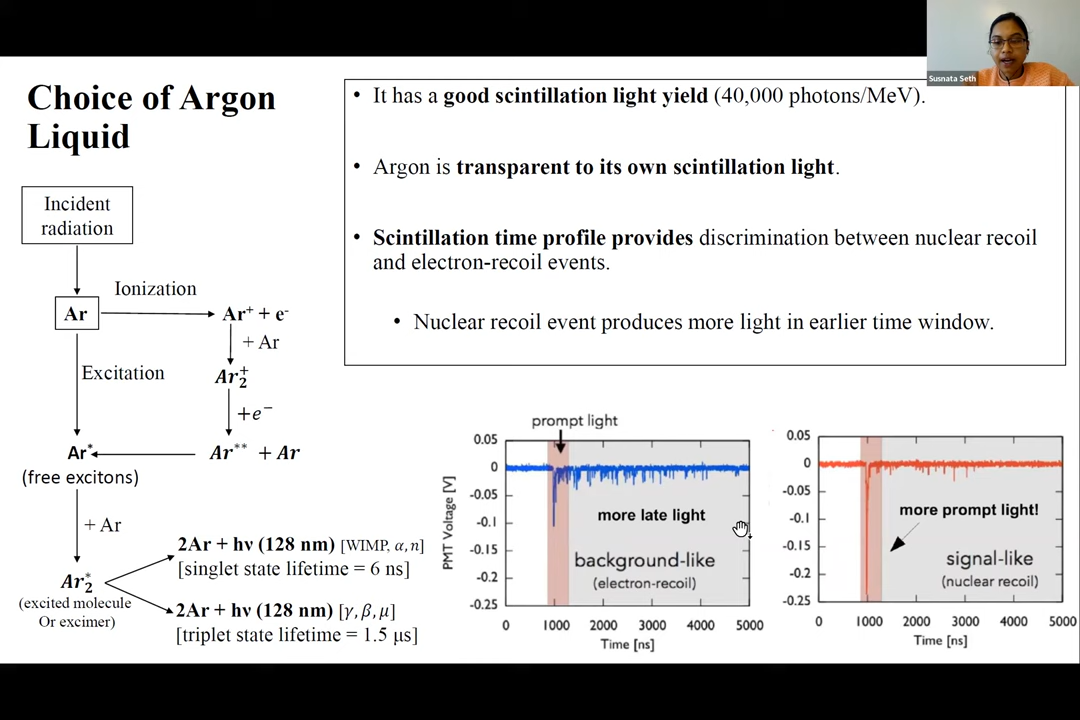 Susnata Seth
Choice of Argon
Liquid
• It has a good scintillation light yield (40,000 photons/MeV).
• Argon is transparent to its own scintillation light.
• Scintillation time profile provides discrimination between nuclear recoil
and electron-recoil events.
• Nuclear recoil event produces more light in earlier time window.
Incident
radiation
Ionization
Ar
Ar⁺ + e⁻
+ Ar
Excitation
Ar₂⁺
+e⁻
Ar*
Ar** + Ar
(free excitons)
+ Ar
Ar₂*
(excited molecule
Or excimer)
2Ar + hν (128 nm) [WIMP, α, n]
[singlet state lifetime = 6 ns]
2Ar + hν (128 nm) [γ, β, μ]
[triplet state lifetime = 1.5 μs]
prompt light
0.05
0
-0.05
-0.1
-0.15
-0.2
-0.25
PMT Voltage [V]
more late light
background-like
(electron-recoil)
0 1000 2000 3000 4000 5000
Time [ns]
0.05
0
-0.05
-0.1
-0.15
-0.2
-0.25
more prompt light!
signal-like
(nuclear recoil)
0 1000 2000 3000 4000 5000
Time [ns]